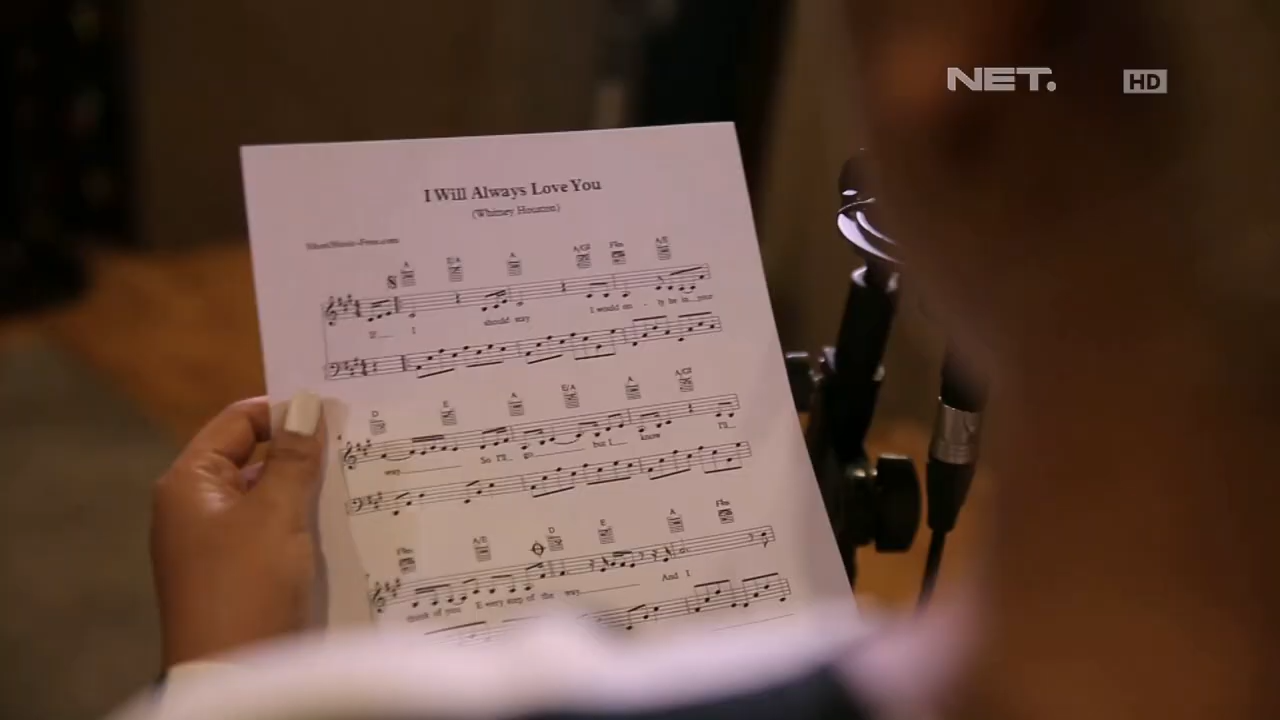 NET. HD
I Will Always Love You
(Whitney Houston)
SheetMusic-Free.com
A E/A A A/G# F#m A/E
If I should stay I would on - ly be in your
D E A E/A A A/G#
way So I'll go but I know I'll
F#m A/E D E A F#m
think of you E very step of the way And I